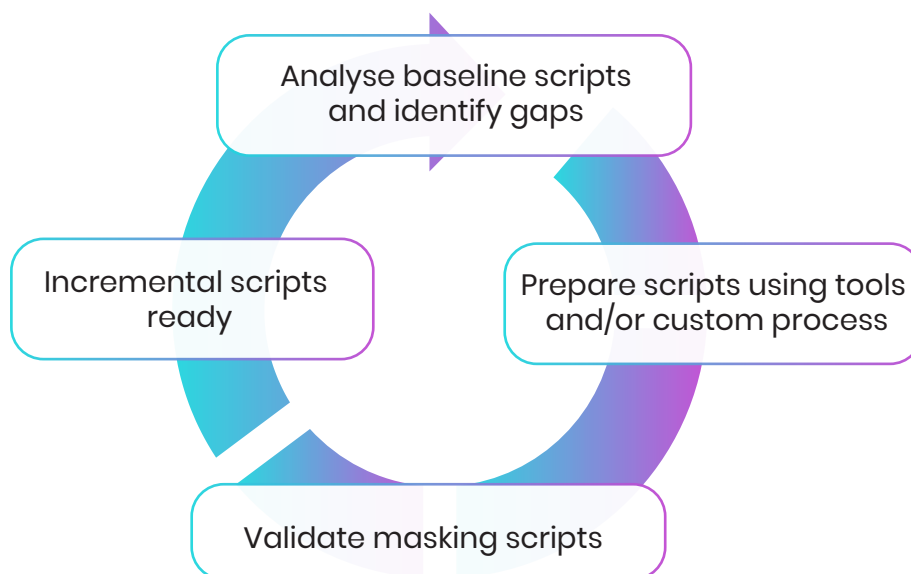 Analyse baseline scripts
and identify gaps
Prepare scripts using tools
and/or custom process
Validate masking scripts
Incremental scripts
ready